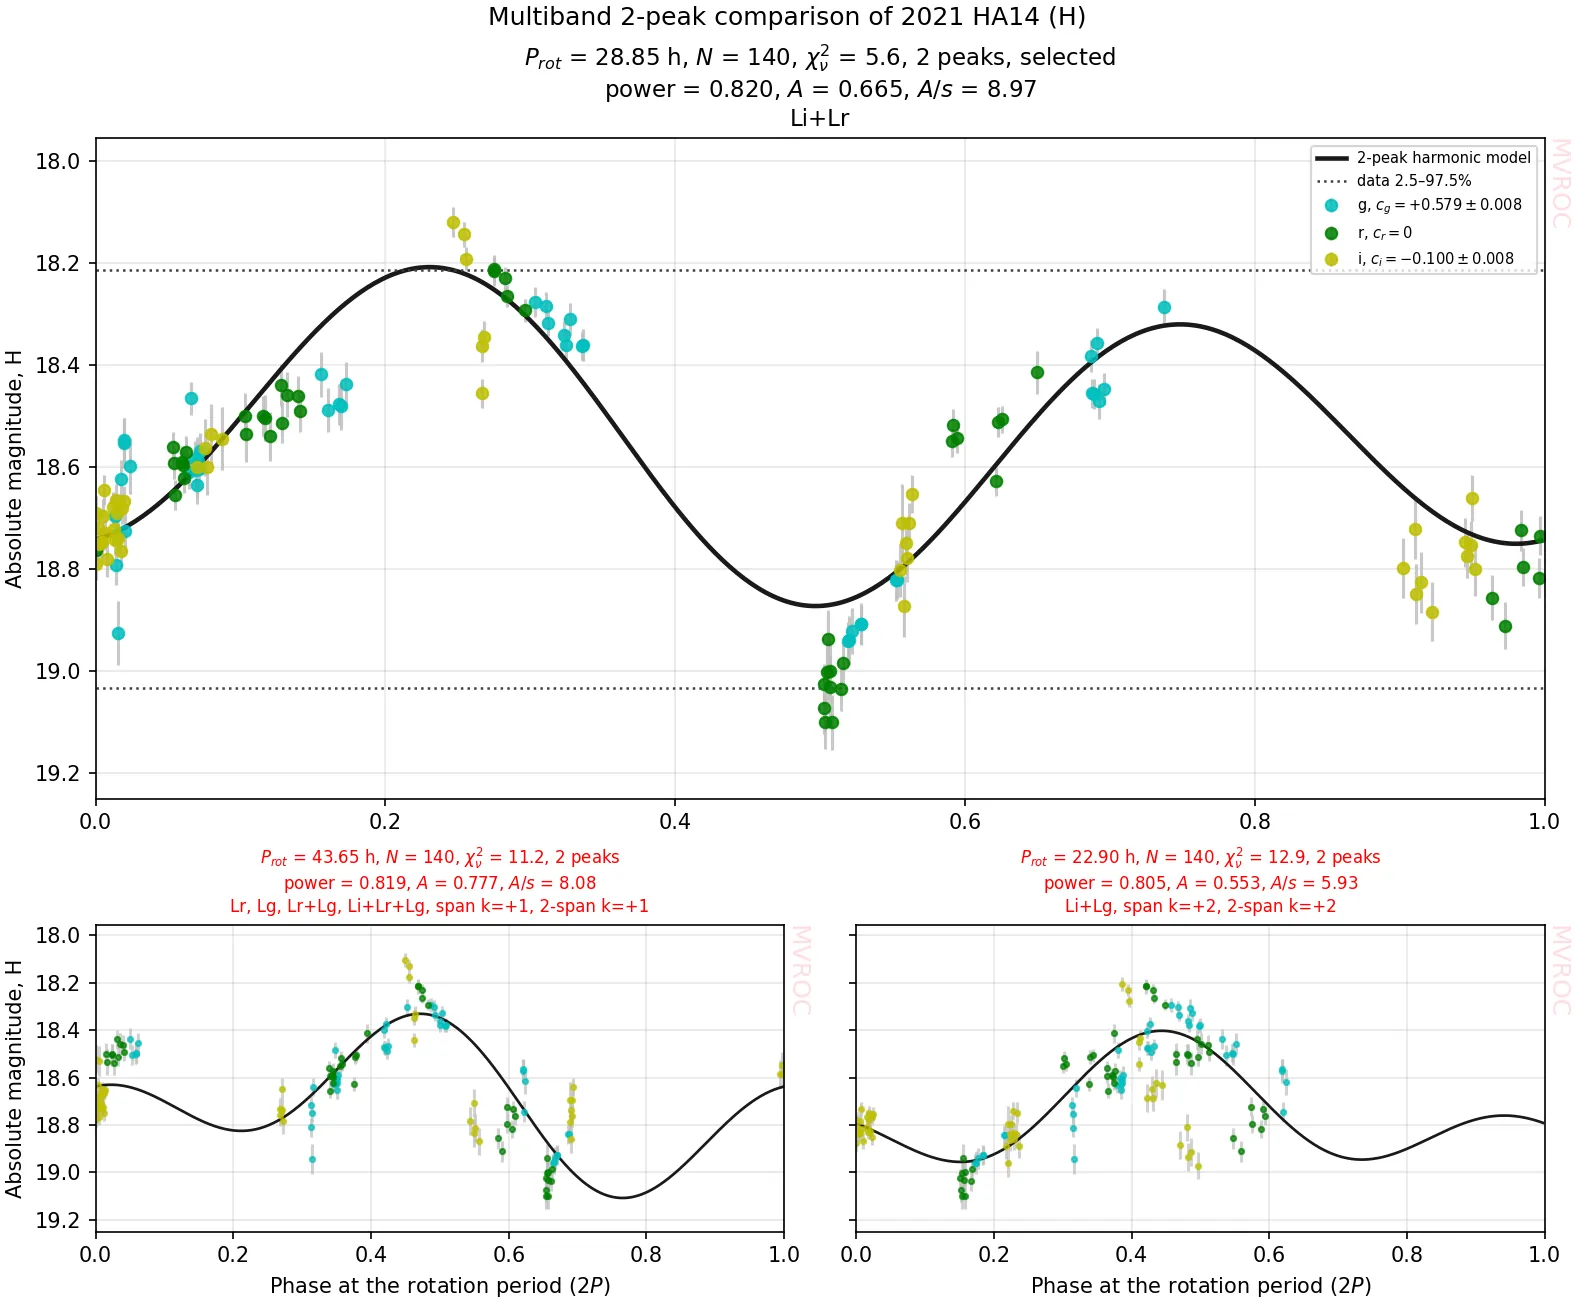 Multiband 2-peak comparison of 2021 HA14 (H)
P_rot = 28.85 h, N = 140, χ²_ν = 5.6, 2 peaks, selected
power = 0.820, A = 0.665, A/s = 8.97
Li+Lr
18.0
18.2
18.4
18.6
18.8
19.0
19.2
Absolute magnitude, H
2-peak harmonic model
data 2.5–97.5%
g, c_g = +0.579 ± 0.008
r, c_r = 0
i, c_i = −0.100 ± 0.008
MVROC
0.0 0.2 0.4 0.6 0.8 1.0
P_rot = 43.65 h, N = 140, χ²_ν = 11.2, 2 peaks
power = 0.819, A = 0.777, A/s = 8.08
Lr, Lg, Lr+Lg, Li+Lr+Lg, span k=+1, 2-span k=+1
18.0
18.2
18.4
18.6
18.8
19.0
19.2
Absolute magnitude, H
MVROC
0.0 0.2 0.4 0.6 0.8 1.0
Phase at the rotation period (2P)
P_rot = 22.90 h, N = 140, χ²_ν = 12.9, 2 peaks
power = 0.805, A = 0.553, A/s = 5.93
Li+Lg, span k=+2, 2-span k=+2
MVROC
0.0 0.2 0.4 0.6 0.8 1.0
Phase at the rotation period (2P)